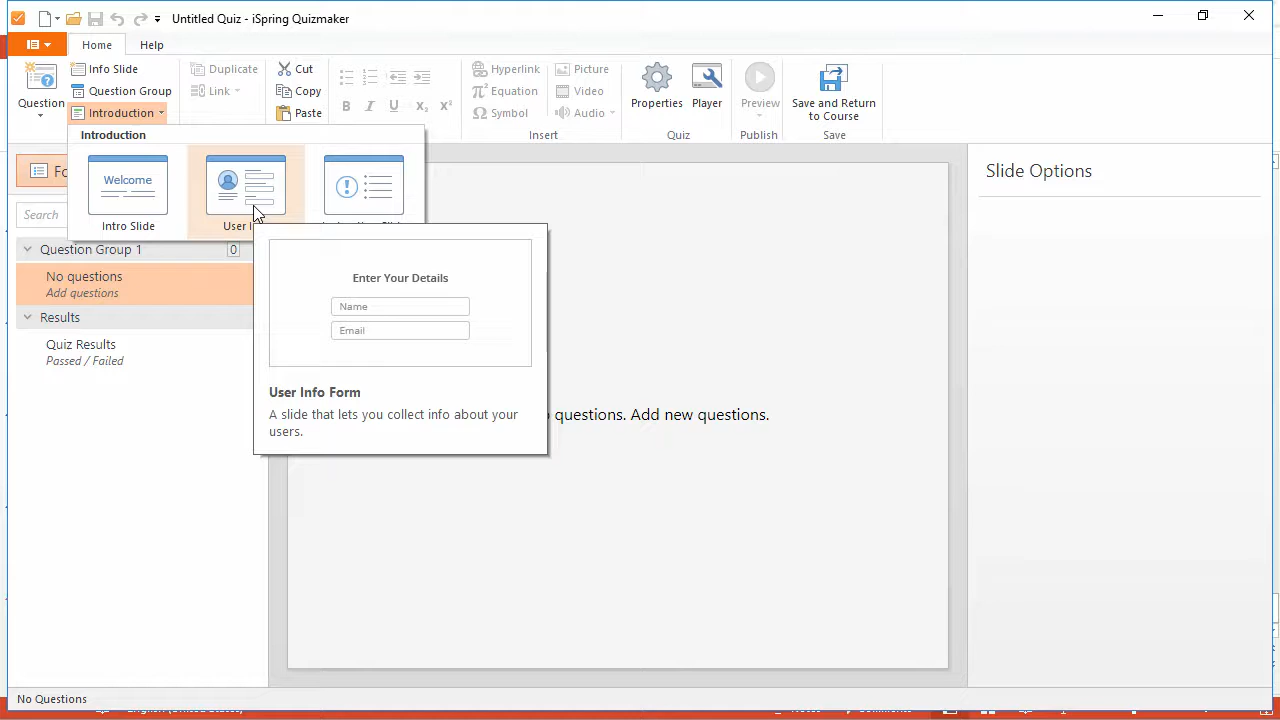 Untitled Quiz - iSpring Quizmaker
Home Help
Question
Info Slide
Question Group
Introduction
Duplicate
Link
Cut
Copy
Paste
B I U X₂ X²
Hyperlink
Equation
Symbol
Picture
Video
Audio
Insert
Properties
Player
Quiz
Preview
Publish
Save and Return
to Course
Save
Introduction
Welcome
Intro Slide
User I
Fo
Search
Question Group 1 0
No questions
Add questions
Results
Quiz Results
Passed / Failed
Enter Your Details
Name
Email
User Info Form
A slide that lets you collect info about your
users.
questions. Add new questions.
Slide Options
No Questions